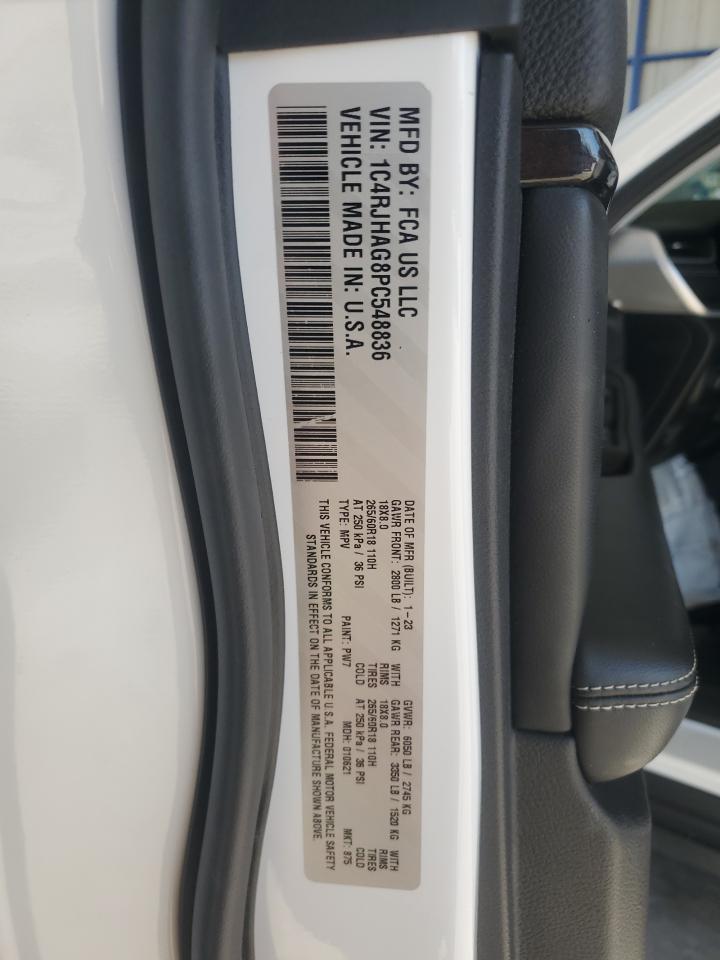 MFD BY: FCA US LLC
VIN: 1C4RJHAG8PC548836
VEHICLE MADE IN: U.S.A.
DATE OF MFR (BUILT): 1-23 GVWR: 6050 LB / 2745 KG
GAWR FRONT: 2800 LB / 1271 KG WITH GAWR REAR: 3350 LB / 1520 KG WITH
18X8.0 RIMS 18X8.0 RIMS
265/60R18 110H TIRES 265/60R18 110H TIRES
AT 250 kPa / 36 PSI COLD AT 250 kPa / 36 PSI COLD
TYPE: MPV PAINT: PW7 MDH: 010621 MKT: 875
THIS VEHICLE CONFORMS TO ALL APPLICABLE U.S.A. FEDERAL MOTOR VEHICLE SAFETY
STANDARDS IN EFFECT ON THE DATE OF MANUFACTURE SHOWN ABOVE.